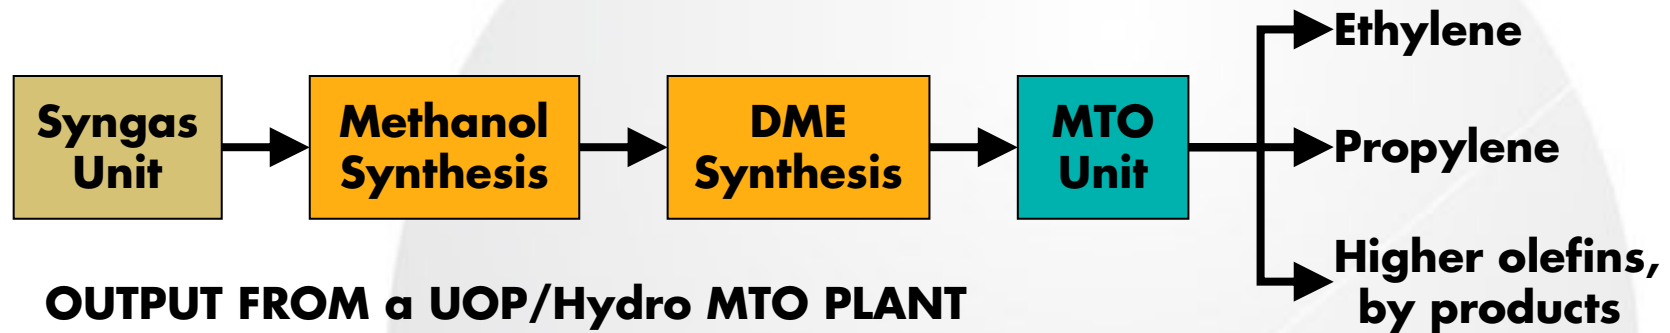 Syngas
Unit
Methanol
Synthesis
DME
Synthesis
MTO
Unit
Ethylene
Propylene
Higher olefins,
by products
OUTPUT FROM a UOP/Hydro MTO PLANT